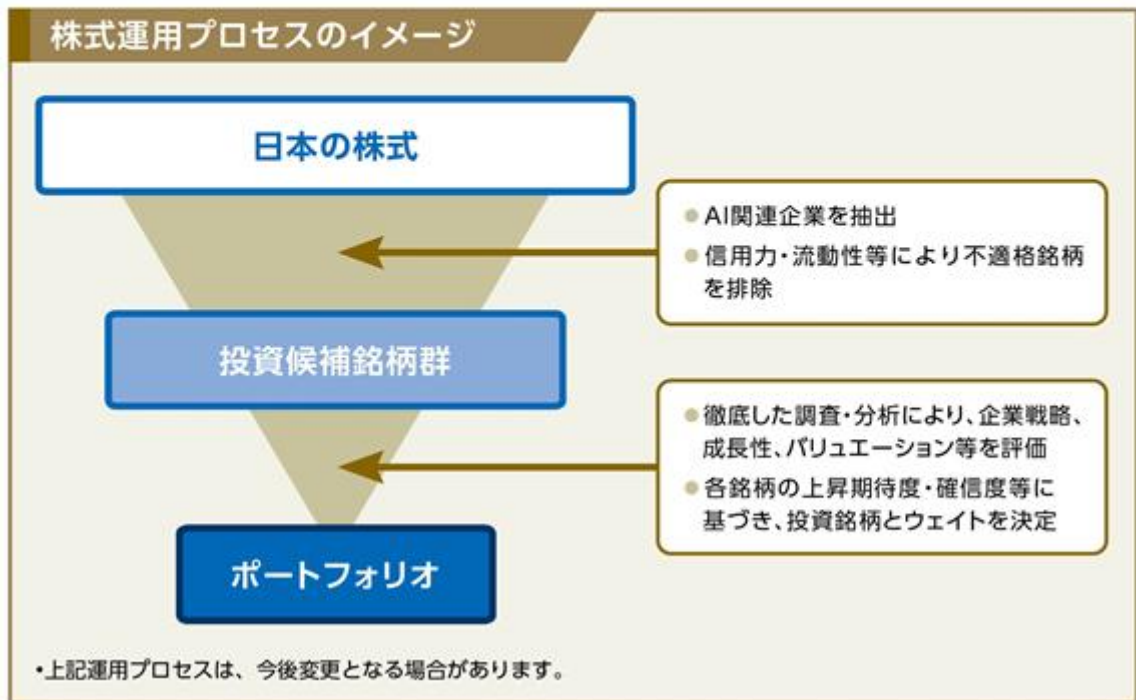 株式運用プロセスのイメージ
日本の株式
●AI関連企業を抽出
●信用力・流動性等により不適格銘柄
を排除
投資候補銘柄群
●徹底した調査・分析により、企業戦略、
成長性、バリュエーション等を評価
●各銘柄の上昇期待度・確信度等に
基づき、投資銘柄とウェイトを決定
ポートフォリオ
•上記運用プロセスは、今後変更となる場合があります。